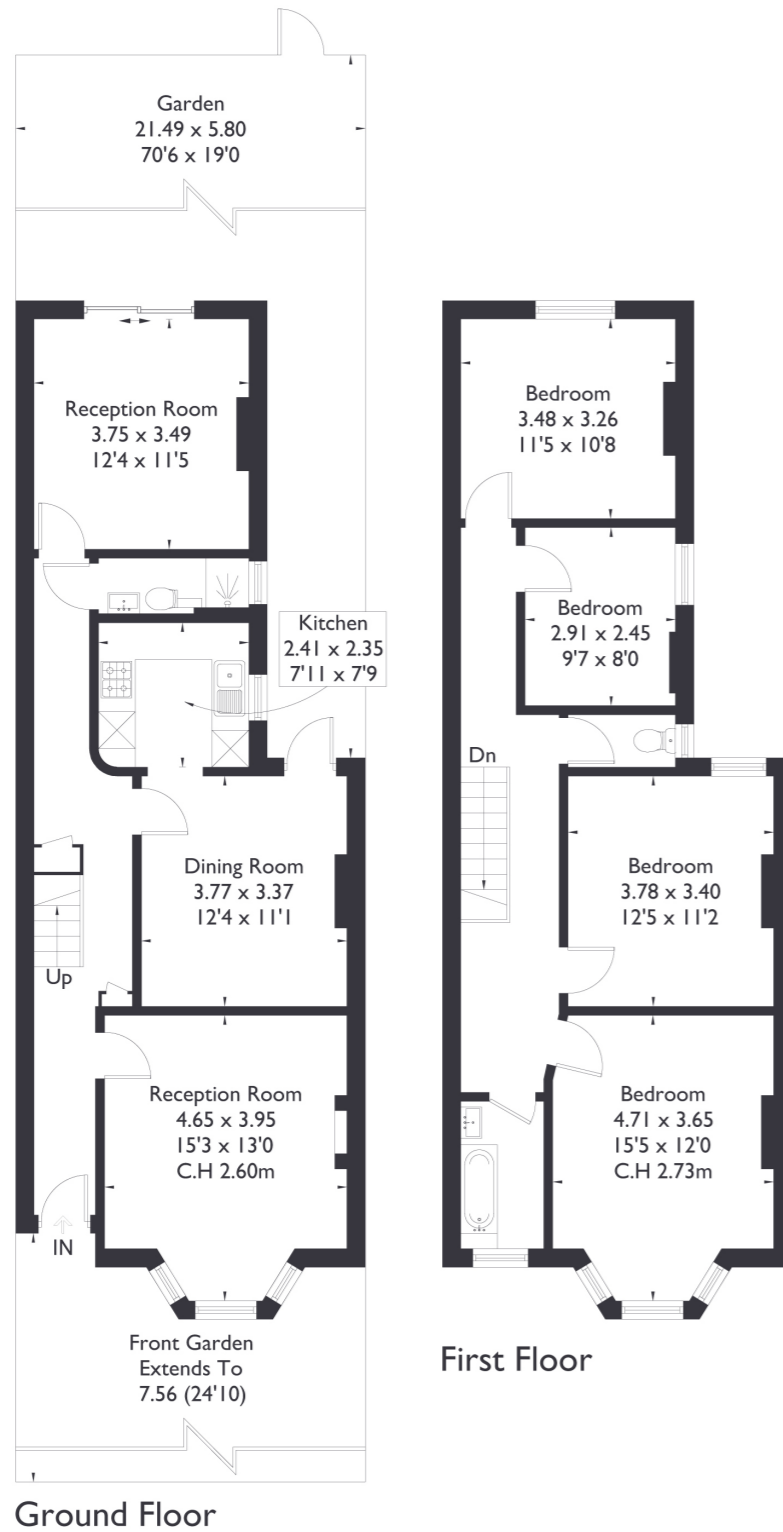 Garden
21.49 x 5.80
70'6 x 19'0
Reception Room
3.75 x 3.49
12'4 x 11'5
Kitchen
2.41 x 2.35
7'11 x 7'9
Dining Room
3.77 x 3.37
12'4 x 11'1
Up
Reception Room
4.65 x 3.95
15'3 x 13'0
C.H 2.60m
IN
Front Garden
Extends To
7.56 (24'10)
Ground Floor
Bedroom
3.48 x 3.26
11'5 x 10'8
Bedroom
2.91 x 2.45
9'7 x 8'0
Dn
Bedroom
3.78 x 3.40
12'5 x 11'2
Bedroom
4.71 x 3.65
15'5 x 12'0
C.H 2.73m
First Floor